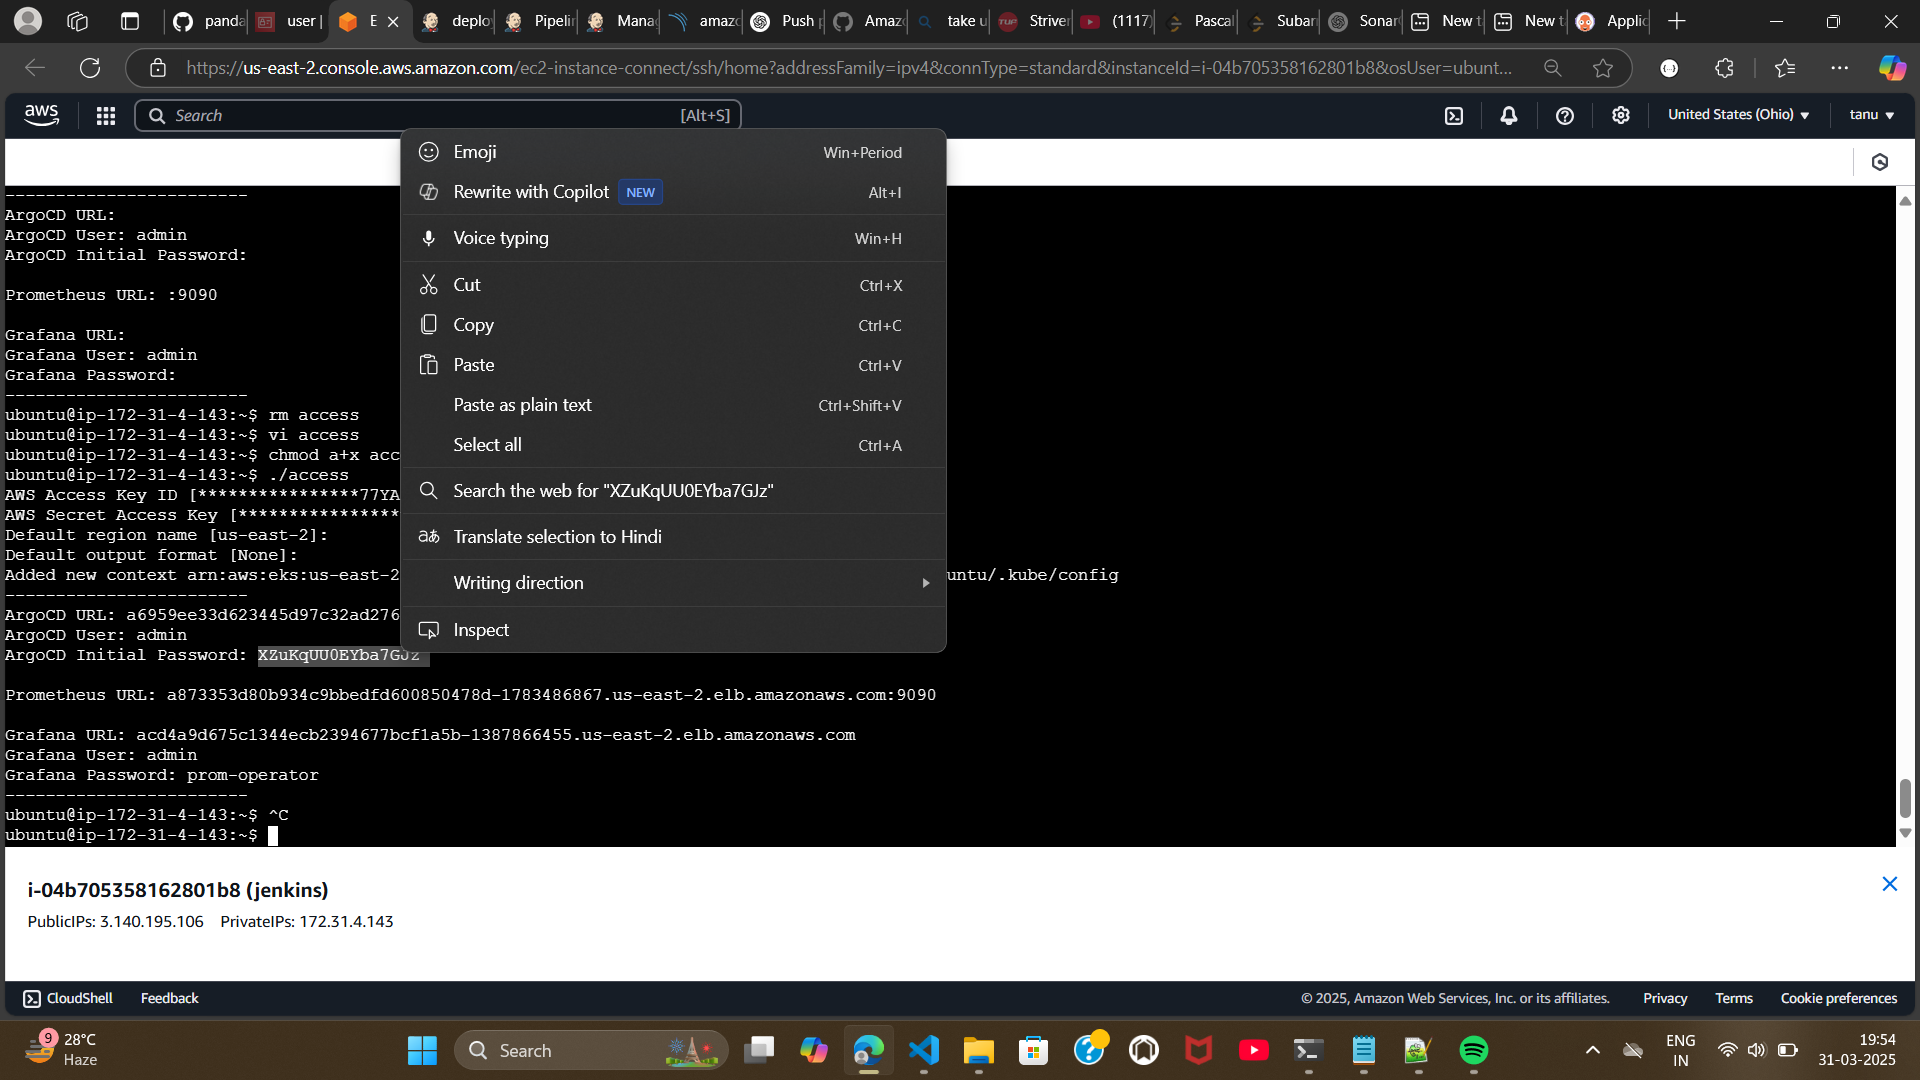 panda
user |
E
deploy
Pipelin
Manag
amazo
Push p
Amazo
take u
Striver
(1117)
Pascal
Subar
Sonar
New t
New t
Applic
https://us-east-2.console.aws.amazon.com/ec2-instance-connect/ssh/home?addressFamily=ipv4&connType=standard&instanceId=i-04b705358162801b8&osUser=ubunt...
aws
Search [Alt+S]
United States (Ohio)
tanu
Emoji Win+Period
Rewrite with Copilot NEW Alt+I
Voice typing Win+H
Cut Ctrl+X
Copy Ctrl+C
Paste Ctrl+V
Paste as plain text Ctrl+Shift+V
Select all Ctrl+A
Search the web for "XZuKqUU0EYba7GJz"
Translate selection to Hindi
Writing direction
Inspect
------------------------
ArgoCD URL:
ArgoCD User: admin
ArgoCD Initial Password:
Prometheus URL: :9090
Grafana URL:
Grafana User: admin
Grafana Password:
------------------------
ubuntu@ip-172-31-4-143:~$ rm access
ubuntu@ip-172-31-4-143:~$ vi access
ubuntu@ip-172-31-4-143:~$ chmod a+x acc
ubuntu@ip-172-31-4-143:~$ ./access
AWS Access Key ID [****************77YA
AWS Secret Access Key [****************
Default region name [us-east-2]:
Default output format [None]:
Added new context arn:aws:eks:us-east-2 untu/.kube/config
------------------------
ArgoCD URL: a6959ee33d623445d97c32ad276
ArgoCD User: admin
ArgoCD Initial Password: XZuKqUU0EYba7GJz
Prometheus URL: a873353d80b934c9bbedfd600850478d-1783486867.us-east-2.elb.amazonaws.com:9090
Grafana URL: acd4a9d675c1344ecb2394677bcf1a5b-1387866455.us-east-2.elb.amazonaws.com
Grafana User: admin
Grafana Password: prom-operator
------------------------
ubuntu@ip-172-31-4-143:~$ ^C
ubuntu@ip-172-31-4-143:~$
i-04b705358162801b8 (jenkins)
PublicIPs: 3.140.195.106 PrivateIPs: 172.31.4.143
CloudShell Feedback © 2025, Amazon Web Services, Inc. or its affiliates. Privacy Terms Cookie preferences
9
28°C
Haze
Search
ENG
IN
19:54
31-03-2025